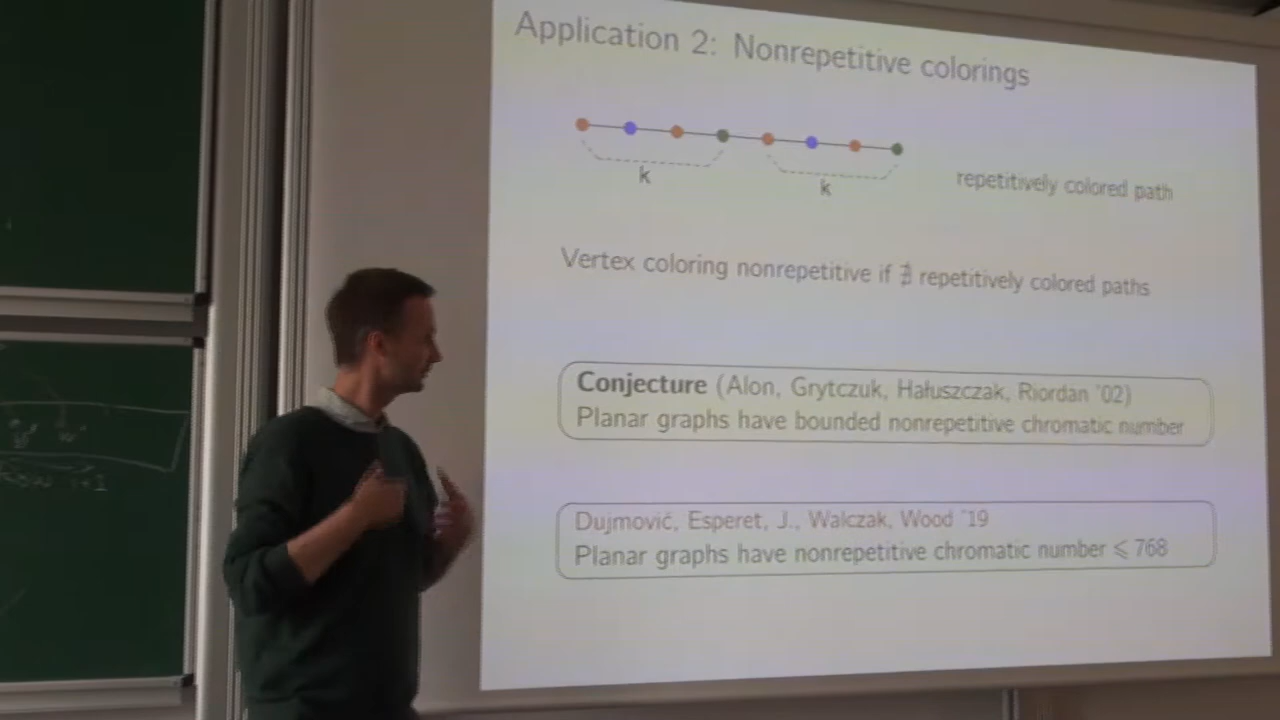 Application 2: Nonrepetitive colorings
k
k
repetitively colored path
Vertex coloring nonrepetitive if ∄ repetitively colored paths
Conjecture (Alon, Grytczuk, Hałuszczak, Riordan '02)
Planar graphs have bounded nonrepetitive chromatic number
Dujmović, Esperet, J., Walczak, Wood '19
Planar graphs have nonrepetitive chromatic number ⩽ 768